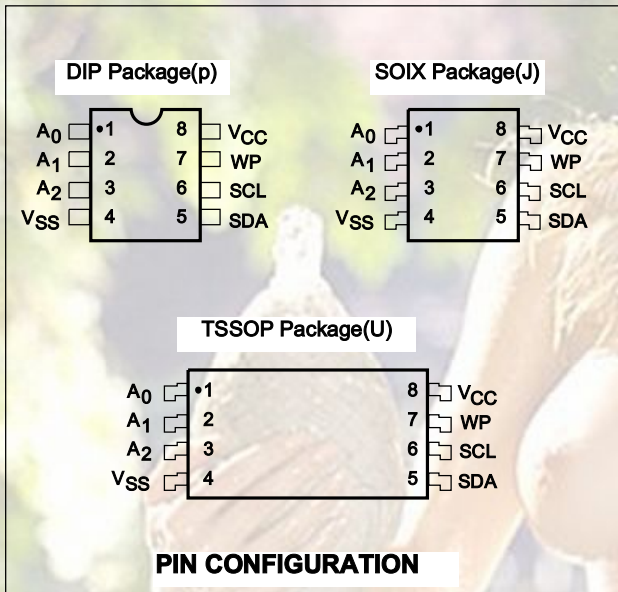 DIP Package(p)
A0 1 8 VCC
A1 2 7 WP
A2 3 6 SCL
VSS 4 5 SDA
SOIX Package(J)
A0 1 8 VCC
A1 2 7 WP
A2 3 6 SCL
VSS 4 5 SDA
TSSOP Package(U)
A0 1 8 VCC
A1 2 7 WP
A2 3 6 SCL
VSS 4 5 SDA
PIN CONFIGURATION